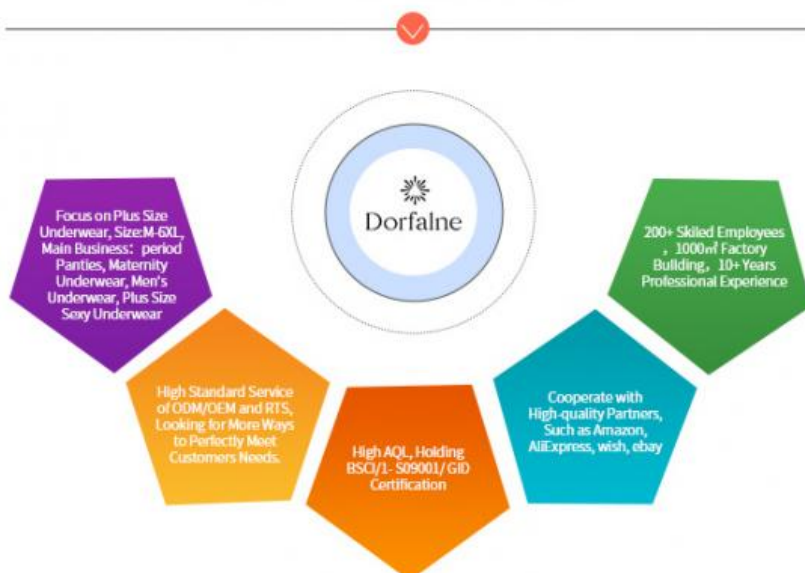 Dorfalne
Focus on Plus Size
Underwear, Size:M-6XL,
Main Business：period
Panties, Maternity
Underwear, Men's
Underwear, Plus Size
Sexy Underwear
High Standard Service
of ODM/OEM and RTS,
Looking for More Ways
to Perfectly Meet
Customers Needs.
High AQL, Holding
BSCI/1- S09001/ GID
Certification
Cooperate with
High-quality Partners,
Such as Amazon,
AliExpress, wish, ebay
200+ Skiled Employees
，1000㎡ Factory
Building，10+ Years
Professional Experience